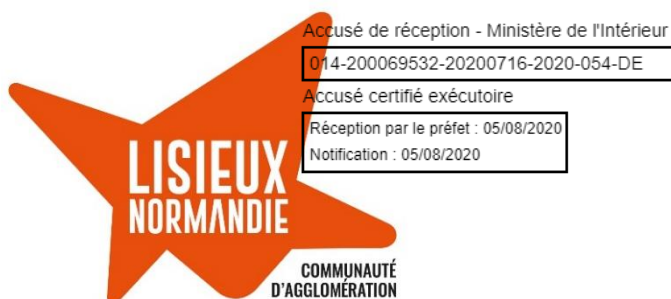 Accusé de réception - Ministère de l'Intérieur
014-200069532-20200716-2020-054-DE
Accusé certifié exécutoire
Réception par le préfet : 05/08/2020
Notification : 05/08/2020
LISIEUX
NORMANDIE
COMMUNAUTÉ
D'AGGLOMÉRATION